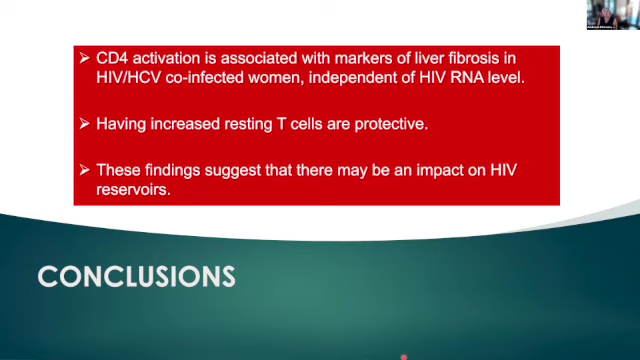 ➢ CD4 activation is associated with markers of liver fibrosis in
HIV/HCV co-infected women, independent of HIV RNA level.
➢ Having increased resting T cells are protective.
➢ These findings suggest that there may be an impact on HIV
reservoirs.
CONCLUSIONS